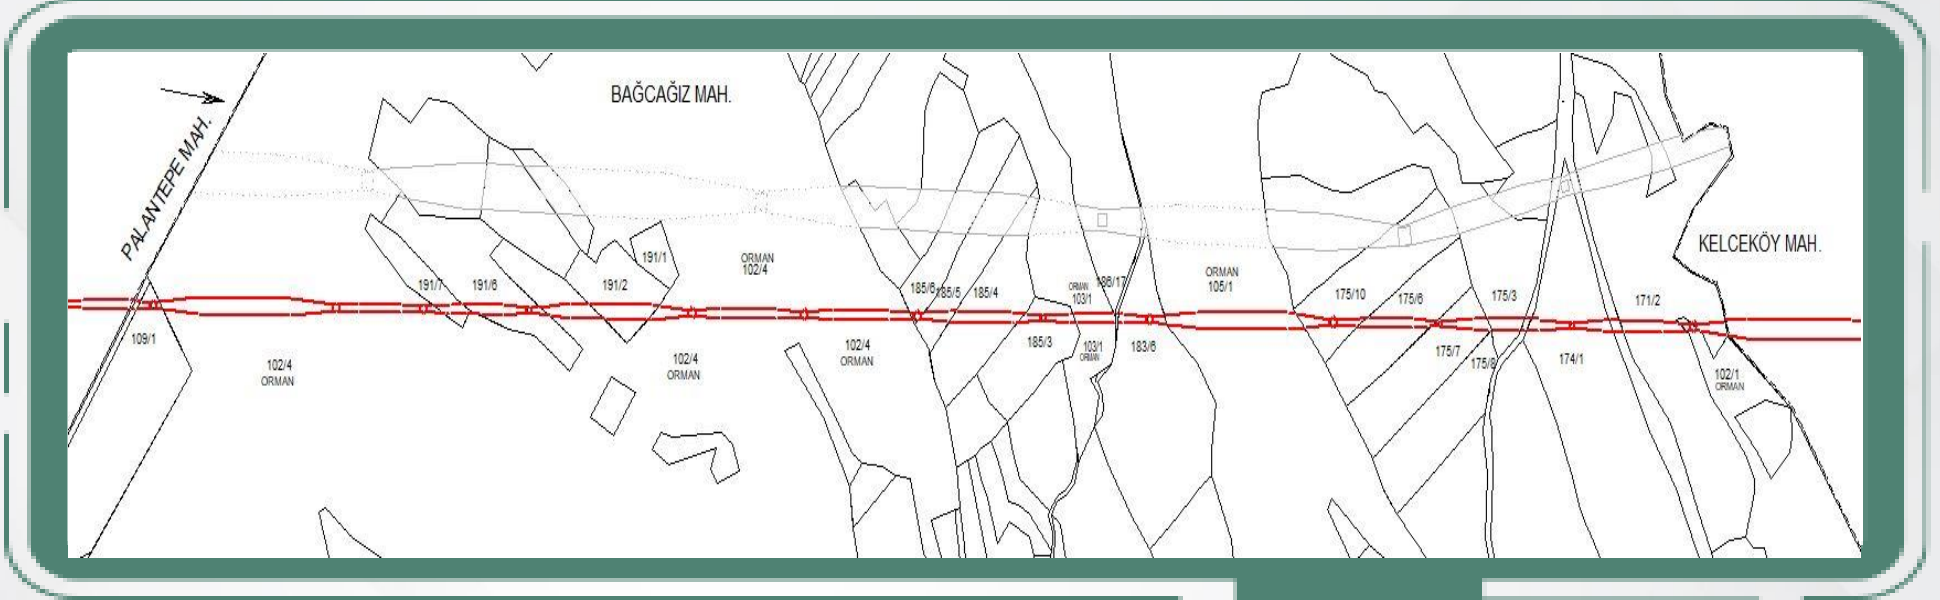 BAĞCAĞIZ MAH.
PALANTEPE MAH.
KELCEKÖY MAH.
191/1
ORMAN
102/4
ORMAN
105/1
191/7
191/6
191/2
185/6
185/5
185/4
ORMAN
103/1
186/17
175/10
175/6
175/3
171/2
109/1
102/4
ORMAN
102/4
ORMAN
102/4
ORMAN
185/3
103/1
ORMAN
183/6
175/7
175/8
174/1
102/1
ORMAN